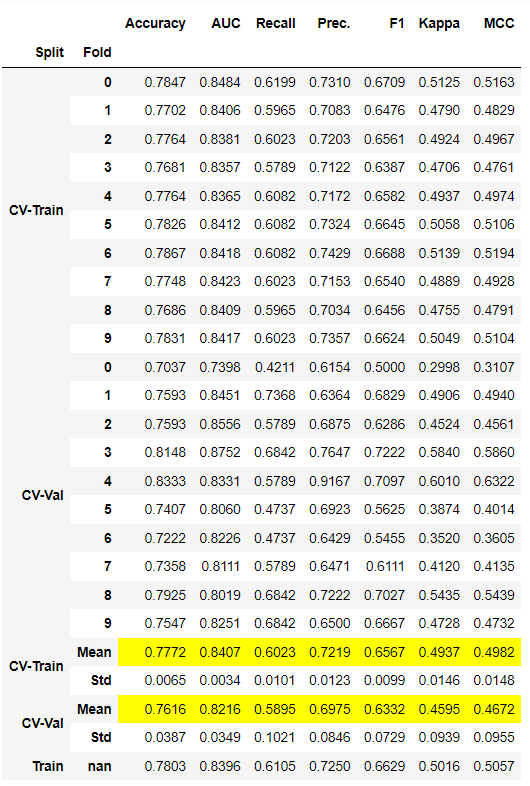 Accuracy AUC Recall Prec. F1 Kappa MCC
Split Fold
0 0.7847 0.8484 0.6199 0.7310 0.6709 0.5125 0.5163
1 0.7702 0.8406 0.5965 0.7083 0.6476 0.4790 0.4829
2 0.7764 0.8381 0.6023 0.7203 0.6561 0.4924 0.4967
3 0.7681 0.8357 0.5789 0.7122 0.6387 0.4706 0.4761
CV-Train 4 0.7764 0.8365 0.6082 0.7172 0.6582 0.4937 0.4974
5 0.7826 0.8412 0.6082 0.7324 0.6645 0.5058 0.5106
6 0.7867 0.8418 0.6082 0.7429 0.6688 0.5139 0.5194
7 0.7748 0.8423 0.6023 0.7153 0.6540 0.4889 0.4928
8 0.7686 0.8409 0.5965 0.7034 0.6456 0.4755 0.4791
9 0.7831 0.8417 0.6023 0.7357 0.6624 0.5049 0.5104
0 0.7037 0.7398 0.4211 0.6154 0.5000 0.2998 0.3107
1 0.7593 0.8451 0.7368 0.6364 0.6829 0.4906 0.4940
2 0.7593 0.8556 0.5789 0.6875 0.6286 0.4524 0.4561
3 0.8148 0.8752 0.6842 0.7647 0.7222 0.5840 0.5860
CV-Val 4 0.8333 0.8331 0.5789 0.9167 0.7097 0.6010 0.6322
5 0.7407 0.8060 0.4737 0.6923 0.5625 0.3874 0.4014
6 0.7222 0.8226 0.4737 0.6429 0.5455 0.3520 0.3605
7 0.7358 0.8111 0.5789 0.6471 0.6111 0.4120 0.4135
8 0.7925 0.8019 0.6842 0.7222 0.7027 0.5435 0.5439
9 0.7547 0.8251 0.6842 0.6500 0.6667 0.4728 0.4732
CV-Train Mean 0.7772 0.8407 0.6023 0.7219 0.6567 0.4937 0.4982
Std 0.0065 0.0034 0.0101 0.0123 0.0099 0.0146 0.0148
CV-Val Mean 0.7616 0.8216 0.5895 0.6975 0.6332 0.4595 0.4672
Std 0.0387 0.0349 0.1021 0.0846 0.0729 0.0939 0.0955
Train nan 0.7803 0.8396 0.6105 0.7250 0.6629 0.5016 0.5057